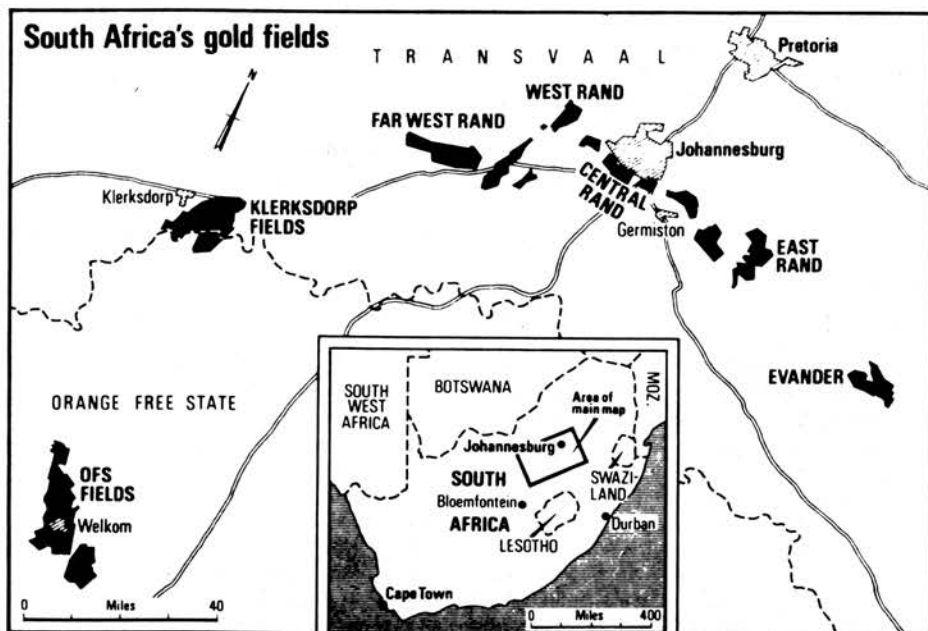 South Africa's gold fields
TRANSVAAL
Pretoria
N
WEST RAND
FAR WEST RAND
Johannesburg
CENTRAL
RAND
Klerksdorp
KLERKSDORP
FIELDS
Germiston
EAST
RAND
EVANDER
ORANGE FREE STATE
OFS
FIELDS
Welkom
0 Miles 40
SOUTH
WEST
AFRICA
BOTSWANA
MOZ.
Area of
main map
Johannesburg
SOUTH
AFRICA
SWAZI-
LAND
Bloemfontein
LESOTHO
Durban
Cape Town
0 Miles 400